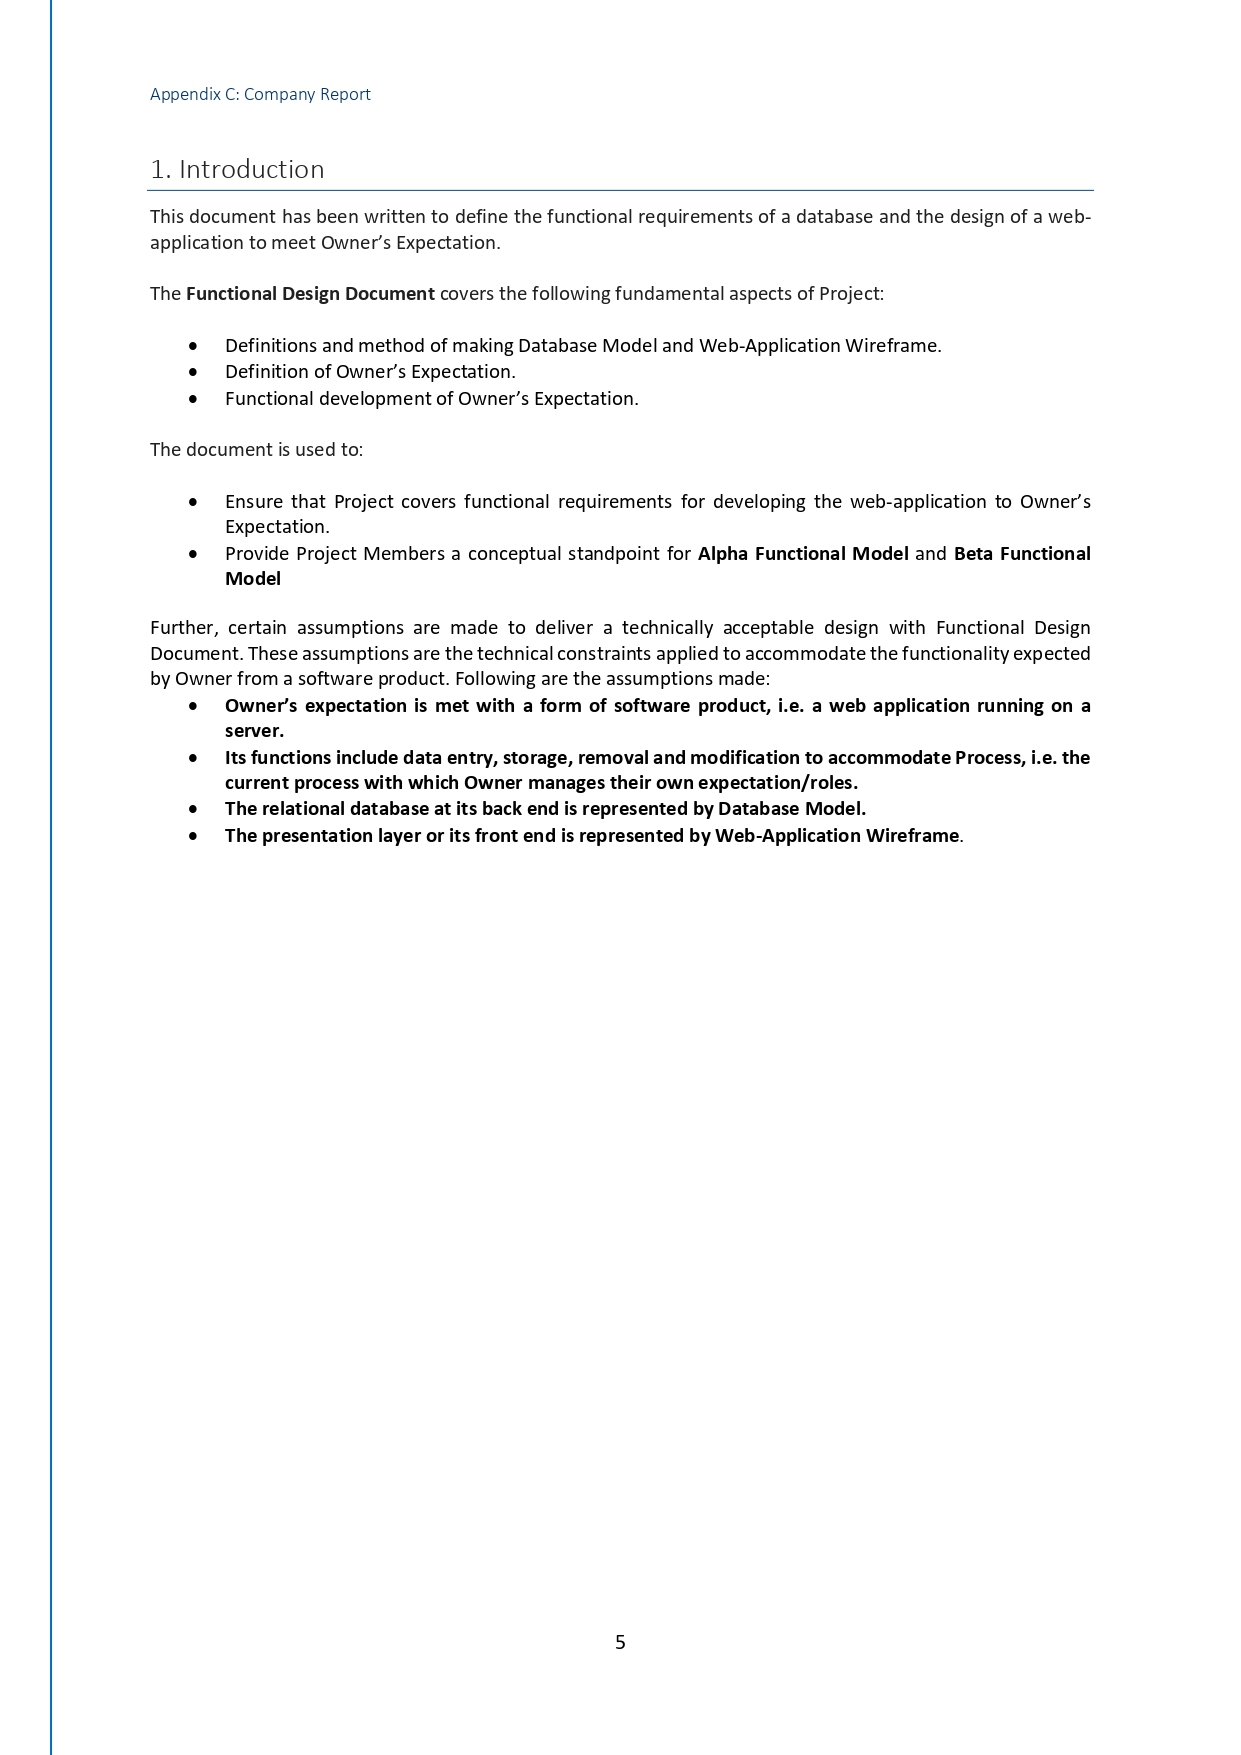 Appendix C: Company Report
1. Introduction
This document has been written to define the functional requirements of a database and the design of a web-
application to meet Owner’s Expectation.
The Functional Design Document covers the following fundamental aspects of Project:
• Definitions and method of making Database Model and Web-Application Wireframe.
• Definition of Owner’s Expectation.
• Functional development of Owner’s Expectation.
The document is used to:
• Ensure that Project covers functional requirements for developing the web-application to Owner’s
Expectation.
• Provide Project Members a conceptual standpoint for Alpha Functional Model and Beta Functional
Model
Further, certain assumptions are made to deliver a technically acceptable design with Functional Design
Document. These assumptions are the technical constraints applied to accommodate the functionality expected
by Owner from a software product. Following are the assumptions made:
• Owner’s expectation is met with a form of software product, i.e. a web application running on a
server.
• Its functions include data entry, storage, removal and modification to accommodate Process, i.e. the
current process with which Owner manages their own expectation/roles.
• The relational database at its back end is represented by Database Model.
• The presentation layer or its front end is represented by Web-Application Wireframe.
5